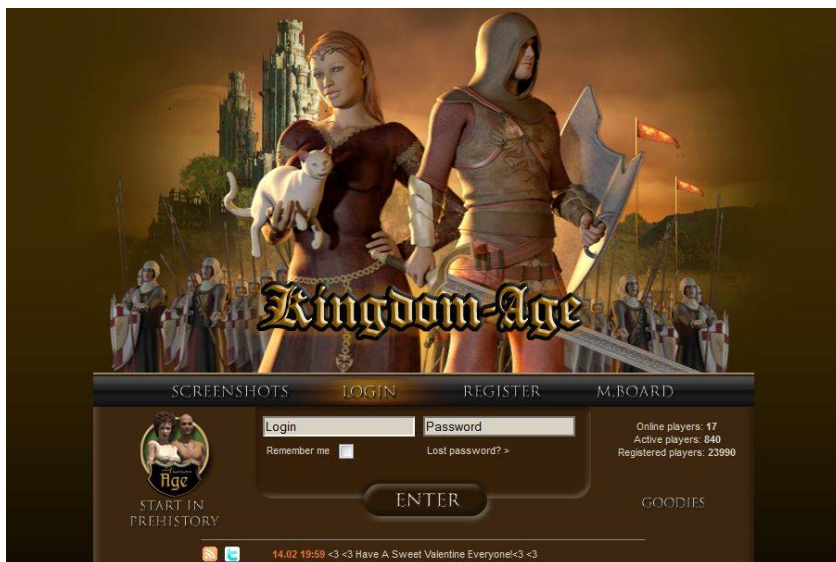 Kingdom-Age
SCREENSHOTS LOGIN REGISTER M.BOARD
Login Password
Remember me Lost password? >
Online players: 17
Active players: 840
Registered players: 23990
Age
START IN
PREHISTORY
ENTER
GOODIES
14.02 19:59 <3 <3 Have A Sweet Valentine Everyone!<3 <3